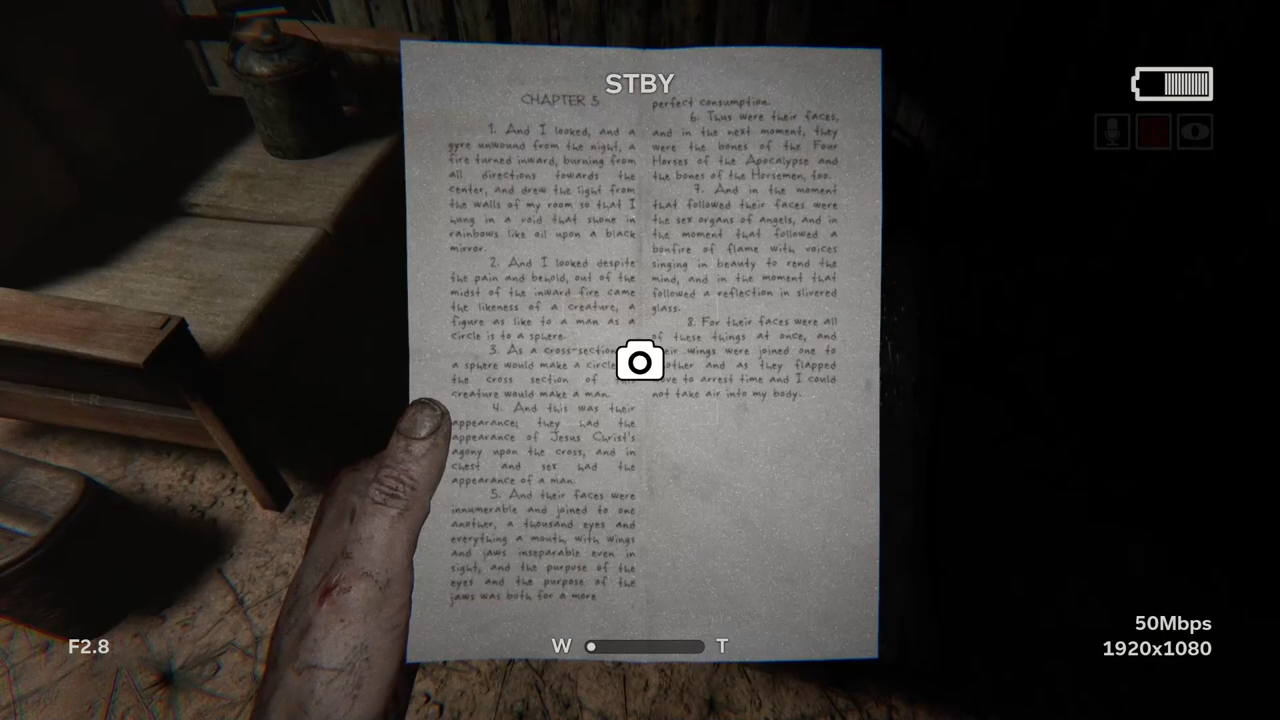 STBY
CHAPTER 5
1. And I looked, and a
gyre unwound from the night, a
fire turned inward, burning from
all directions towards the
center, and drew the light from
the walls of my room so that I
hung in a void that shone in
rainbows like oil upon a black
mirror.
2. And I looked despite
the pain and behold, out of the
midst of the inward fire came
the likeness of a creature, a
figure as like to a man as a
circle is to a sphere.
3. As a cross-section
a sphere would make a circle
the cross section of this
creature would make a man.
4. And this was their
appearance; they had the
appearance of Jesus Christ's
agony upon the cross, and in
chest and sex had the
appearance of a man.
5. And their faces were
innumerable and joined to one
another, a thousand eyes and
everything a mouth, with wings
and jaws inseparable even in
sight, and the purpose of the
eyes and the purpose of the
jaws was both for a more
perfect consumption.
6. Thus were their faces,
and in the next moment, they
were the bones of the Four
Horses of the Apocalypse and
the bones of the Horsemen, too.
7. And in the moment
that followed their faces were
the sex organs of angels, and in
the moment that followed a
bonfire of flame with voices
singing in beauty to rend the
mind, and in the moment that
followed a reflection in slivered
glass.
8. For their faces were all
of these things at once, and
their wings were joined one to
another and as they flapped
to arrest time and I could
not take air into my body.
L-R
F2.8
W T
50Mbps
1920x1080